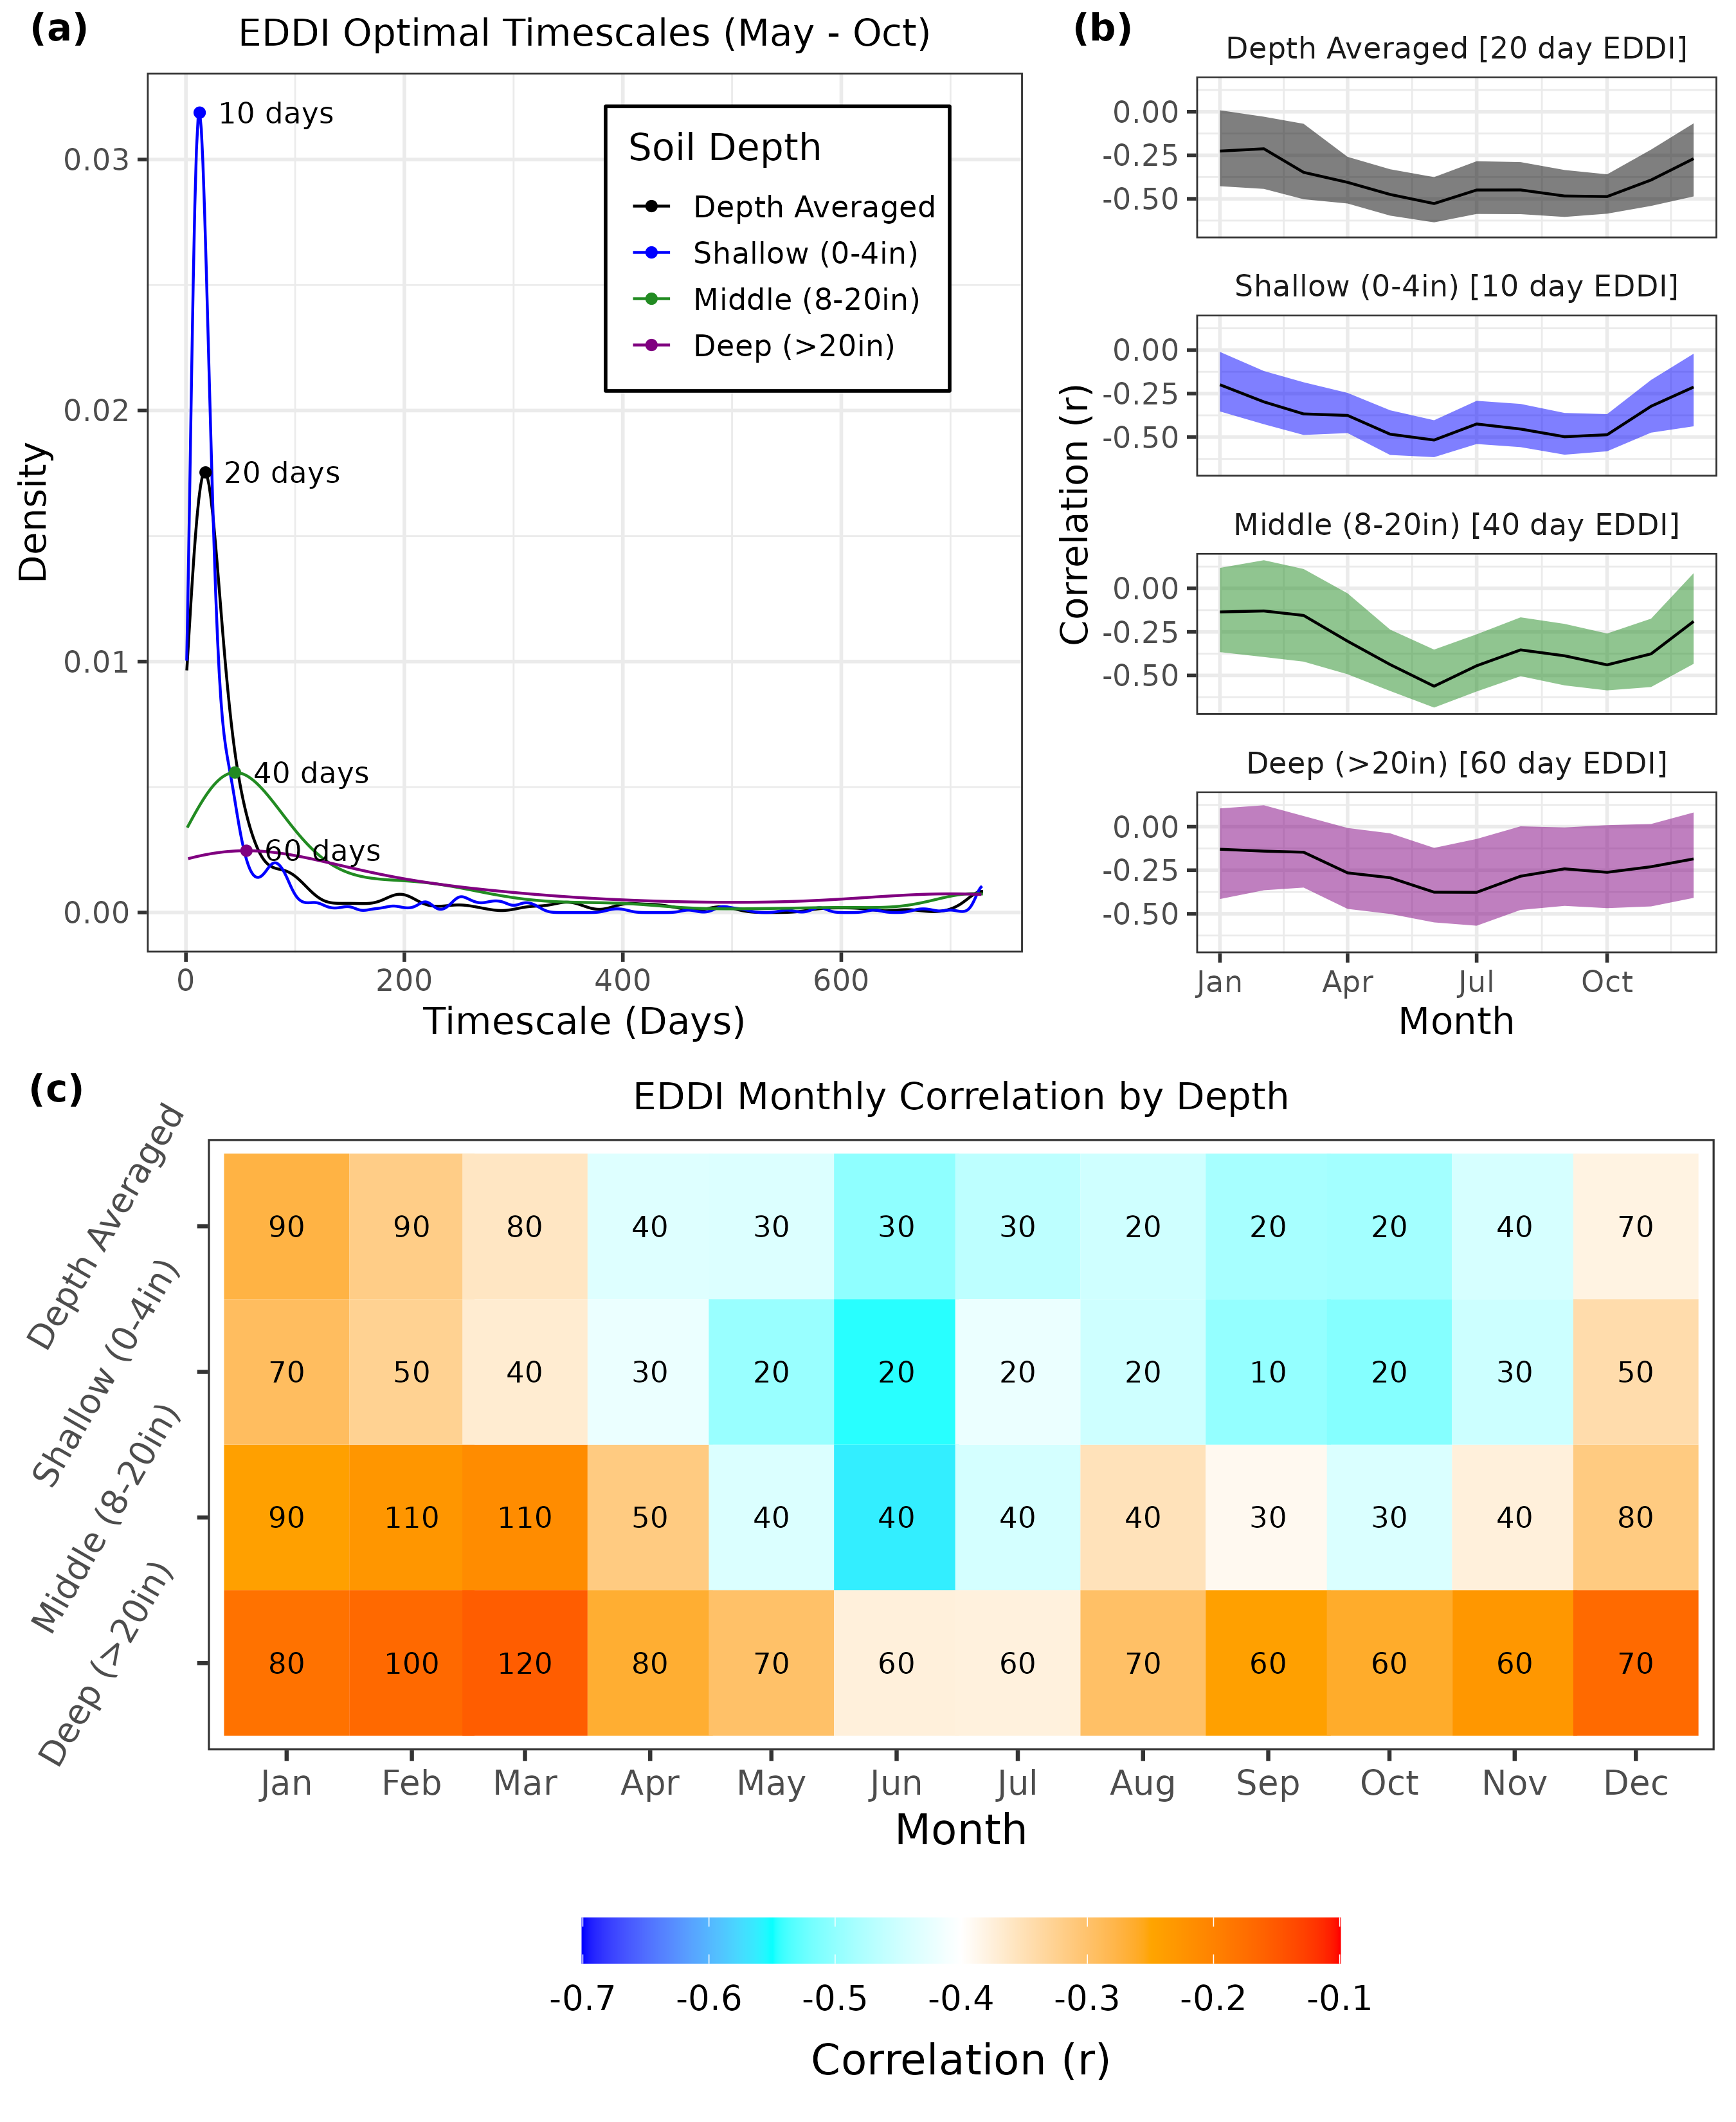 (a)
EDDI Optimal Timescales (May - Oct)
10 days
20 days
40 days
60 days
Soil Depth
Depth Averaged
Shallow (0-4in)
Middle (8-20in)
Deep (>20in)
0.03
0.02
0.01
0.00
Density
0
200
400
600
Timescale (Days)
(b)
Depth Averaged [20 day EDDI]
0.00
-0.25
-0.50
Shallow (0-4in) [10 day EDDI]
0.00
-0.25
-0.50
Middle (8-20in) [40 day EDDI]
0.00
-0.25
-0.50
Deep (>20in) [60 day EDDI]
0.00
-0.25
-0.50
Correlation (r)
Jan
Apr
Jul
Oct
Month
(c)
EDDI Monthly Correlation by Depth
Depth Averaged
90 90 80 40 30 30 30 20 20 20 40 70
Shallow (0-4in)
70 50 40 30 20 20 20 20 10 20 30 50
Middle (8-20in)
90 110 110 50 40 40 40 40 30 30 40 80
Deep (>20in)
80 100 120 80 70 60 60 70 60 60 60 70
Jan Feb Mar Apr May Jun Jul Aug Sep Oct Nov Dec
Month
-0.7 -0.6 -0.5 -0.4 -0.3 -0.2 -0.1
Correlation (r)